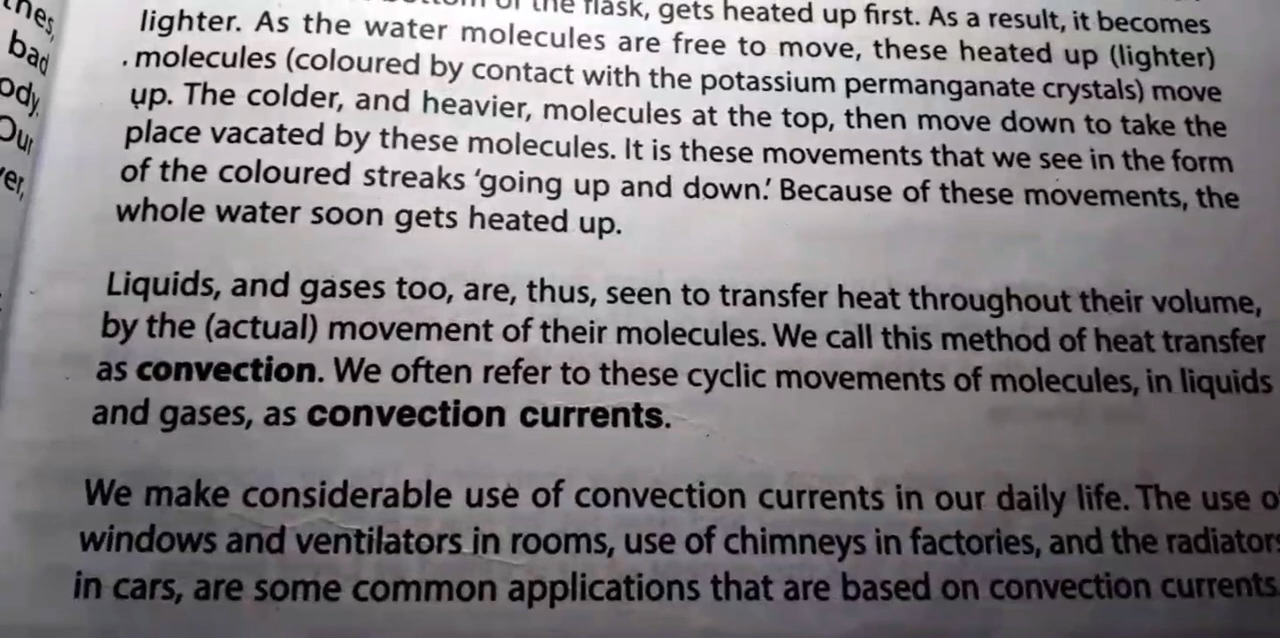 the flask, gets heated up first. As a result, it becomes
lighter. As the water molecules are free to move, these heated up (lighter)
molecules (coloured by contact with the potassium permanganate crystals) move
up. The colder, and heavier, molecules at the top, then move down to take the
place vacated by these molecules. It is these movements that we see in the form
of the coloured streaks ‘going up and down.’ Because of these movements, the
whole water soon gets heated up.
Liquids, and gases too, are, thus, seen to transfer heat throughout their volume,
by the (actual) movement of their molecules. We call this method of heat transfer
as convection. We often refer to these cyclic movements of molecules, in liquids
and gases, as convection currents.
We make considerable use of convection currents in our daily life. The use
windows and ventilators in rooms, use of chimneys in factories, and the radiators
in cars, are some common applications that are based on convection currents
bad
Our